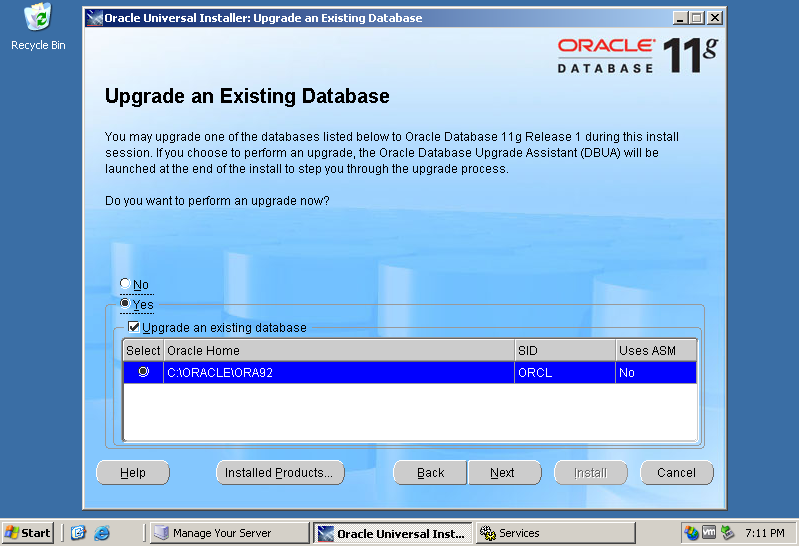 Recycle Bin
Oracle Universal Installer: Upgrade an Existing Database
ORACLE
DATABASE 11g
Upgrade an Existing Database
You may upgrade one of the databases listed below to Oracle Database 11g Release 1 during this install
session. If you choose to perform an upgrade, the Oracle Database Upgrade Assistant (DBUA) will be
launched at the end of the install to step you through the upgrade process.
Do you want to perform an upgrade now?
No
Yes
Upgrade an existing database
Select Oracle Home SID Uses ASM
C:\ORACLE\ORA92 ORCL No
Help Installed Products... Back Next Install Cancel
Start Manage Your Server Oracle Universal Inst... Services vm 7:11 PM